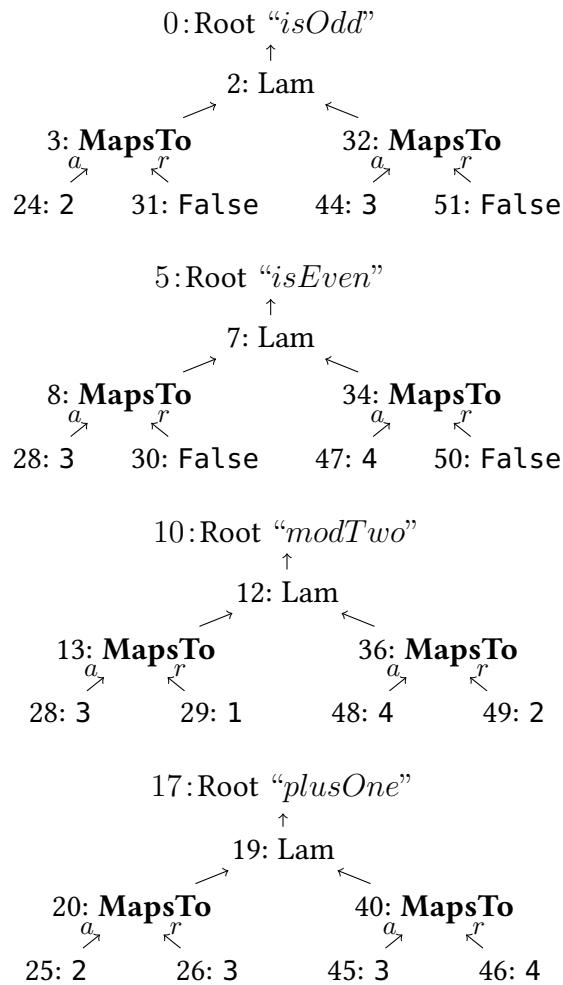 0:Root “isOdd”
2: Lam
3: MapsTo 32: MapsTo
a r a r
24: 2 31: False 44: 3 51: False
5:Root “isEven”
7: Lam
8: MapsTo 34: MapsTo
a r a r
28: 3 30: False 47: 4 50: False
10:Root “modTwo”
12: Lam
13: MapsTo 36: MapsTo
a r a r
28: 3 29: 1 48: 4 49: 2
17:Root “plusOne”
19: Lam
20: MapsTo 40: MapsTo
a r a r
25: 2 26: 3 45: 3 46: 4